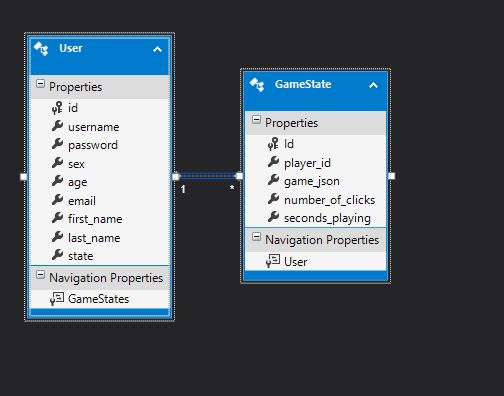 User
Properties
id
username
password
sex
age
email
first_name
last_name
state
Navigation Properties
GameStates
1
*
GameState
Properties
Id
player_id
game_json
number_of_clicks
seconds_playing
Navigation Properties
User